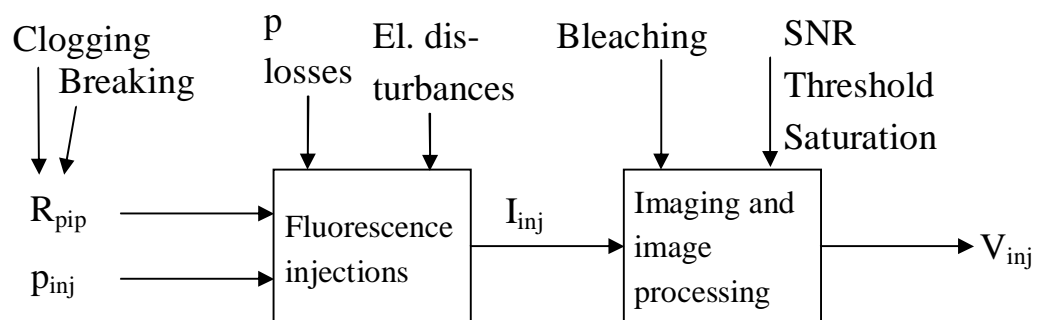 Clogging
Breaking
p
losses
El. dis-
turbances
Bleaching
SNR
Threshold
Saturation
R_pip
p_inj
Fluorescence
injections
I_inj
Imaging and
image
processing
V_inj